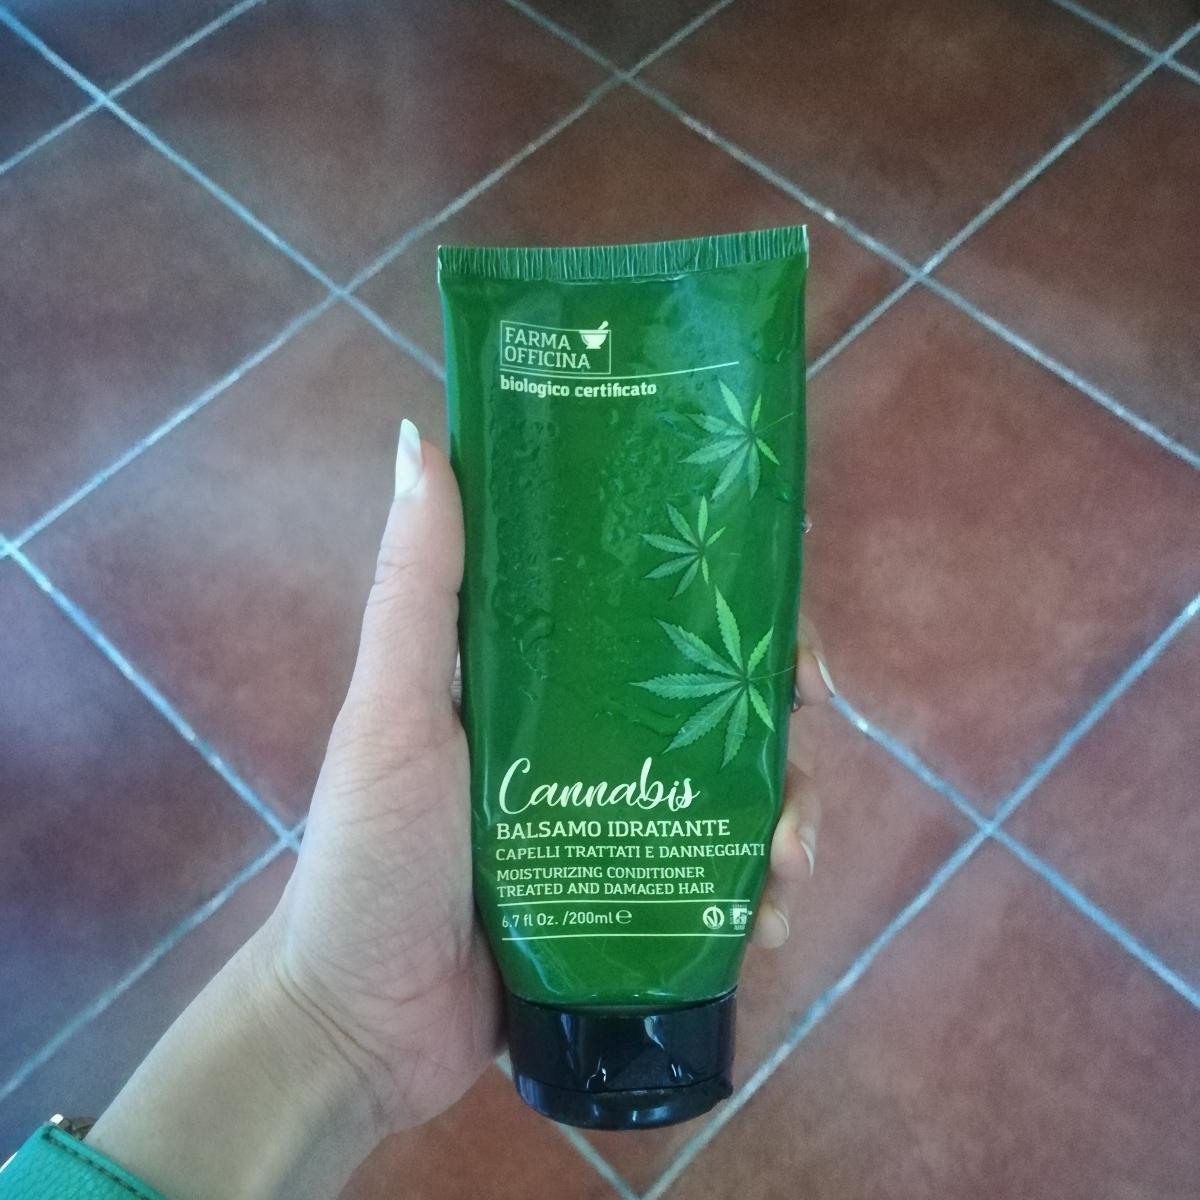 FARMA
OFFICINA
biologico certificato
Cannabis
BALSAMO IDRATANTE
CAPELLI TRATTATI E DANNEGGIATI
MOISTURIZING CONDITIONER
TREATED AND DAMAGED HAIR
6.7 fl Oz. /200ml ℮